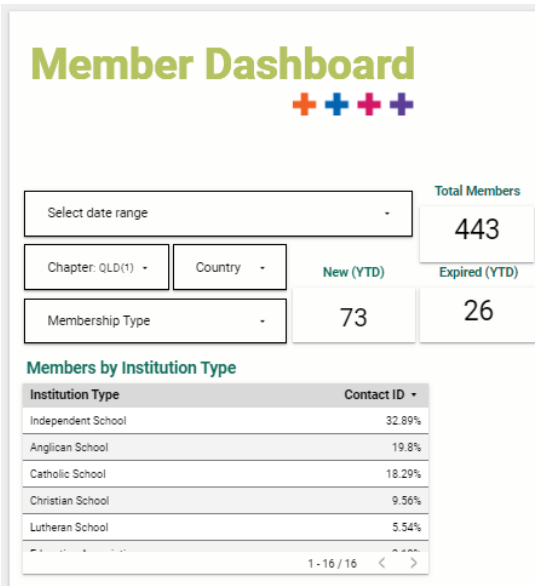 Member Dashboard
Select date range
Total Members
443
Chapter: QLD(1)
Country
New (YTD)
73
Expired (YTD)
26
Membership Type
Members by Institution Type
Institution Type Contact ID
Independent School 32.89%
Anglican School 19.8%
Catholic School 18.29%
Christian School 9.56%
Lutheran School 5.54%
1 - 16 / 16